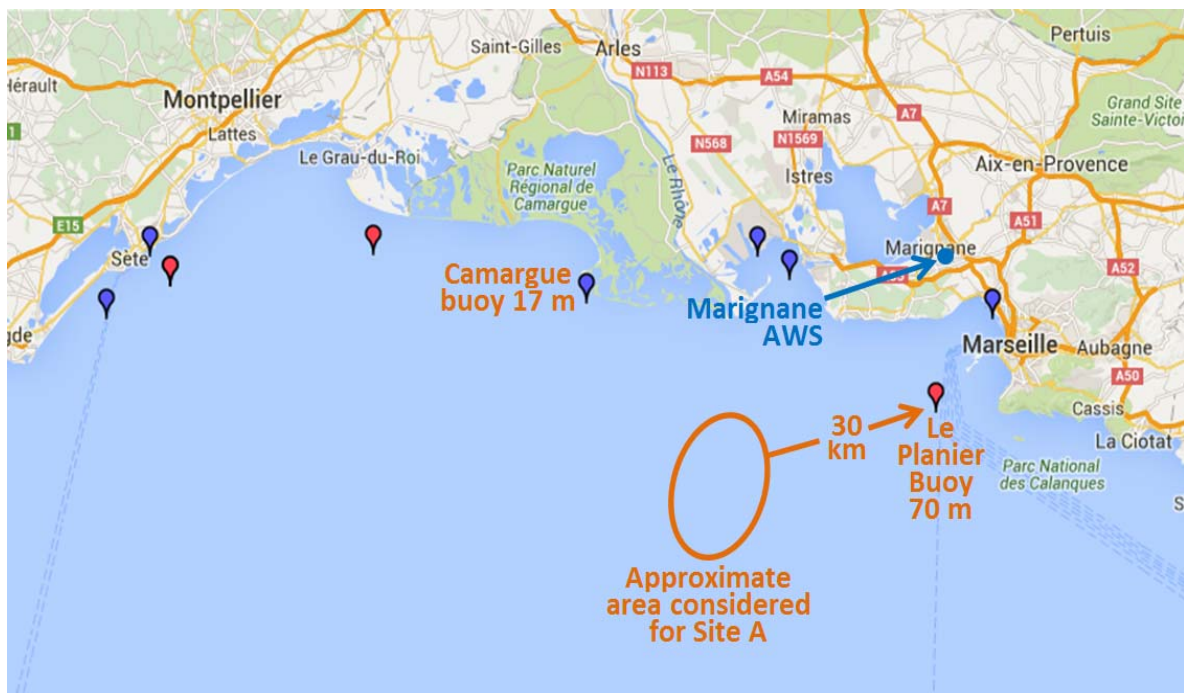 Saint-Gilles
Arles
Pertuis
Hérault
N113
A54
Montpellier
A7
Grand Site
Sainte-Victoi
Miramas
Lattes
N568
N1569
Le Grau-du-Roi
Parc Naturel
Régional de
Camargue
Le Rhône
Istres
Aix-en-Provence
A7
E15
A51
Sète
Marignane
Camargue
buoy 17 m
A55
A52
Marignane
AWS
gde
Marseille
Aubagne
A50
Cassis
30
km
Le
Planier
Buoy
70 m
La Ciotat
Parc National
des Calanques
S
Approximate
area considered
for Site A